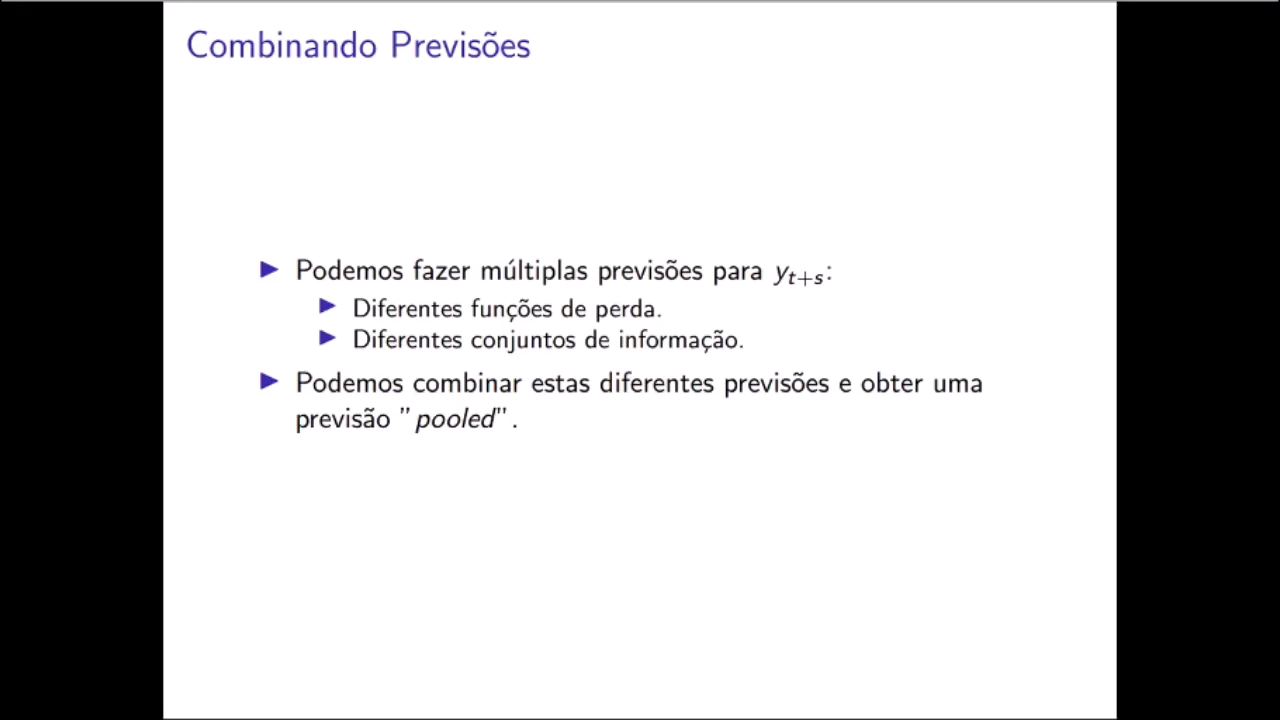 Combinando Previsões
▶ Podemos fazer múltiplas previsões para y_{t+s}:
▶ Diferentes funções de perda.
▶ Diferentes conjuntos de informação.
▶ Podemos combinar estas diferentes previsões e obter uma
previsão "pooled".